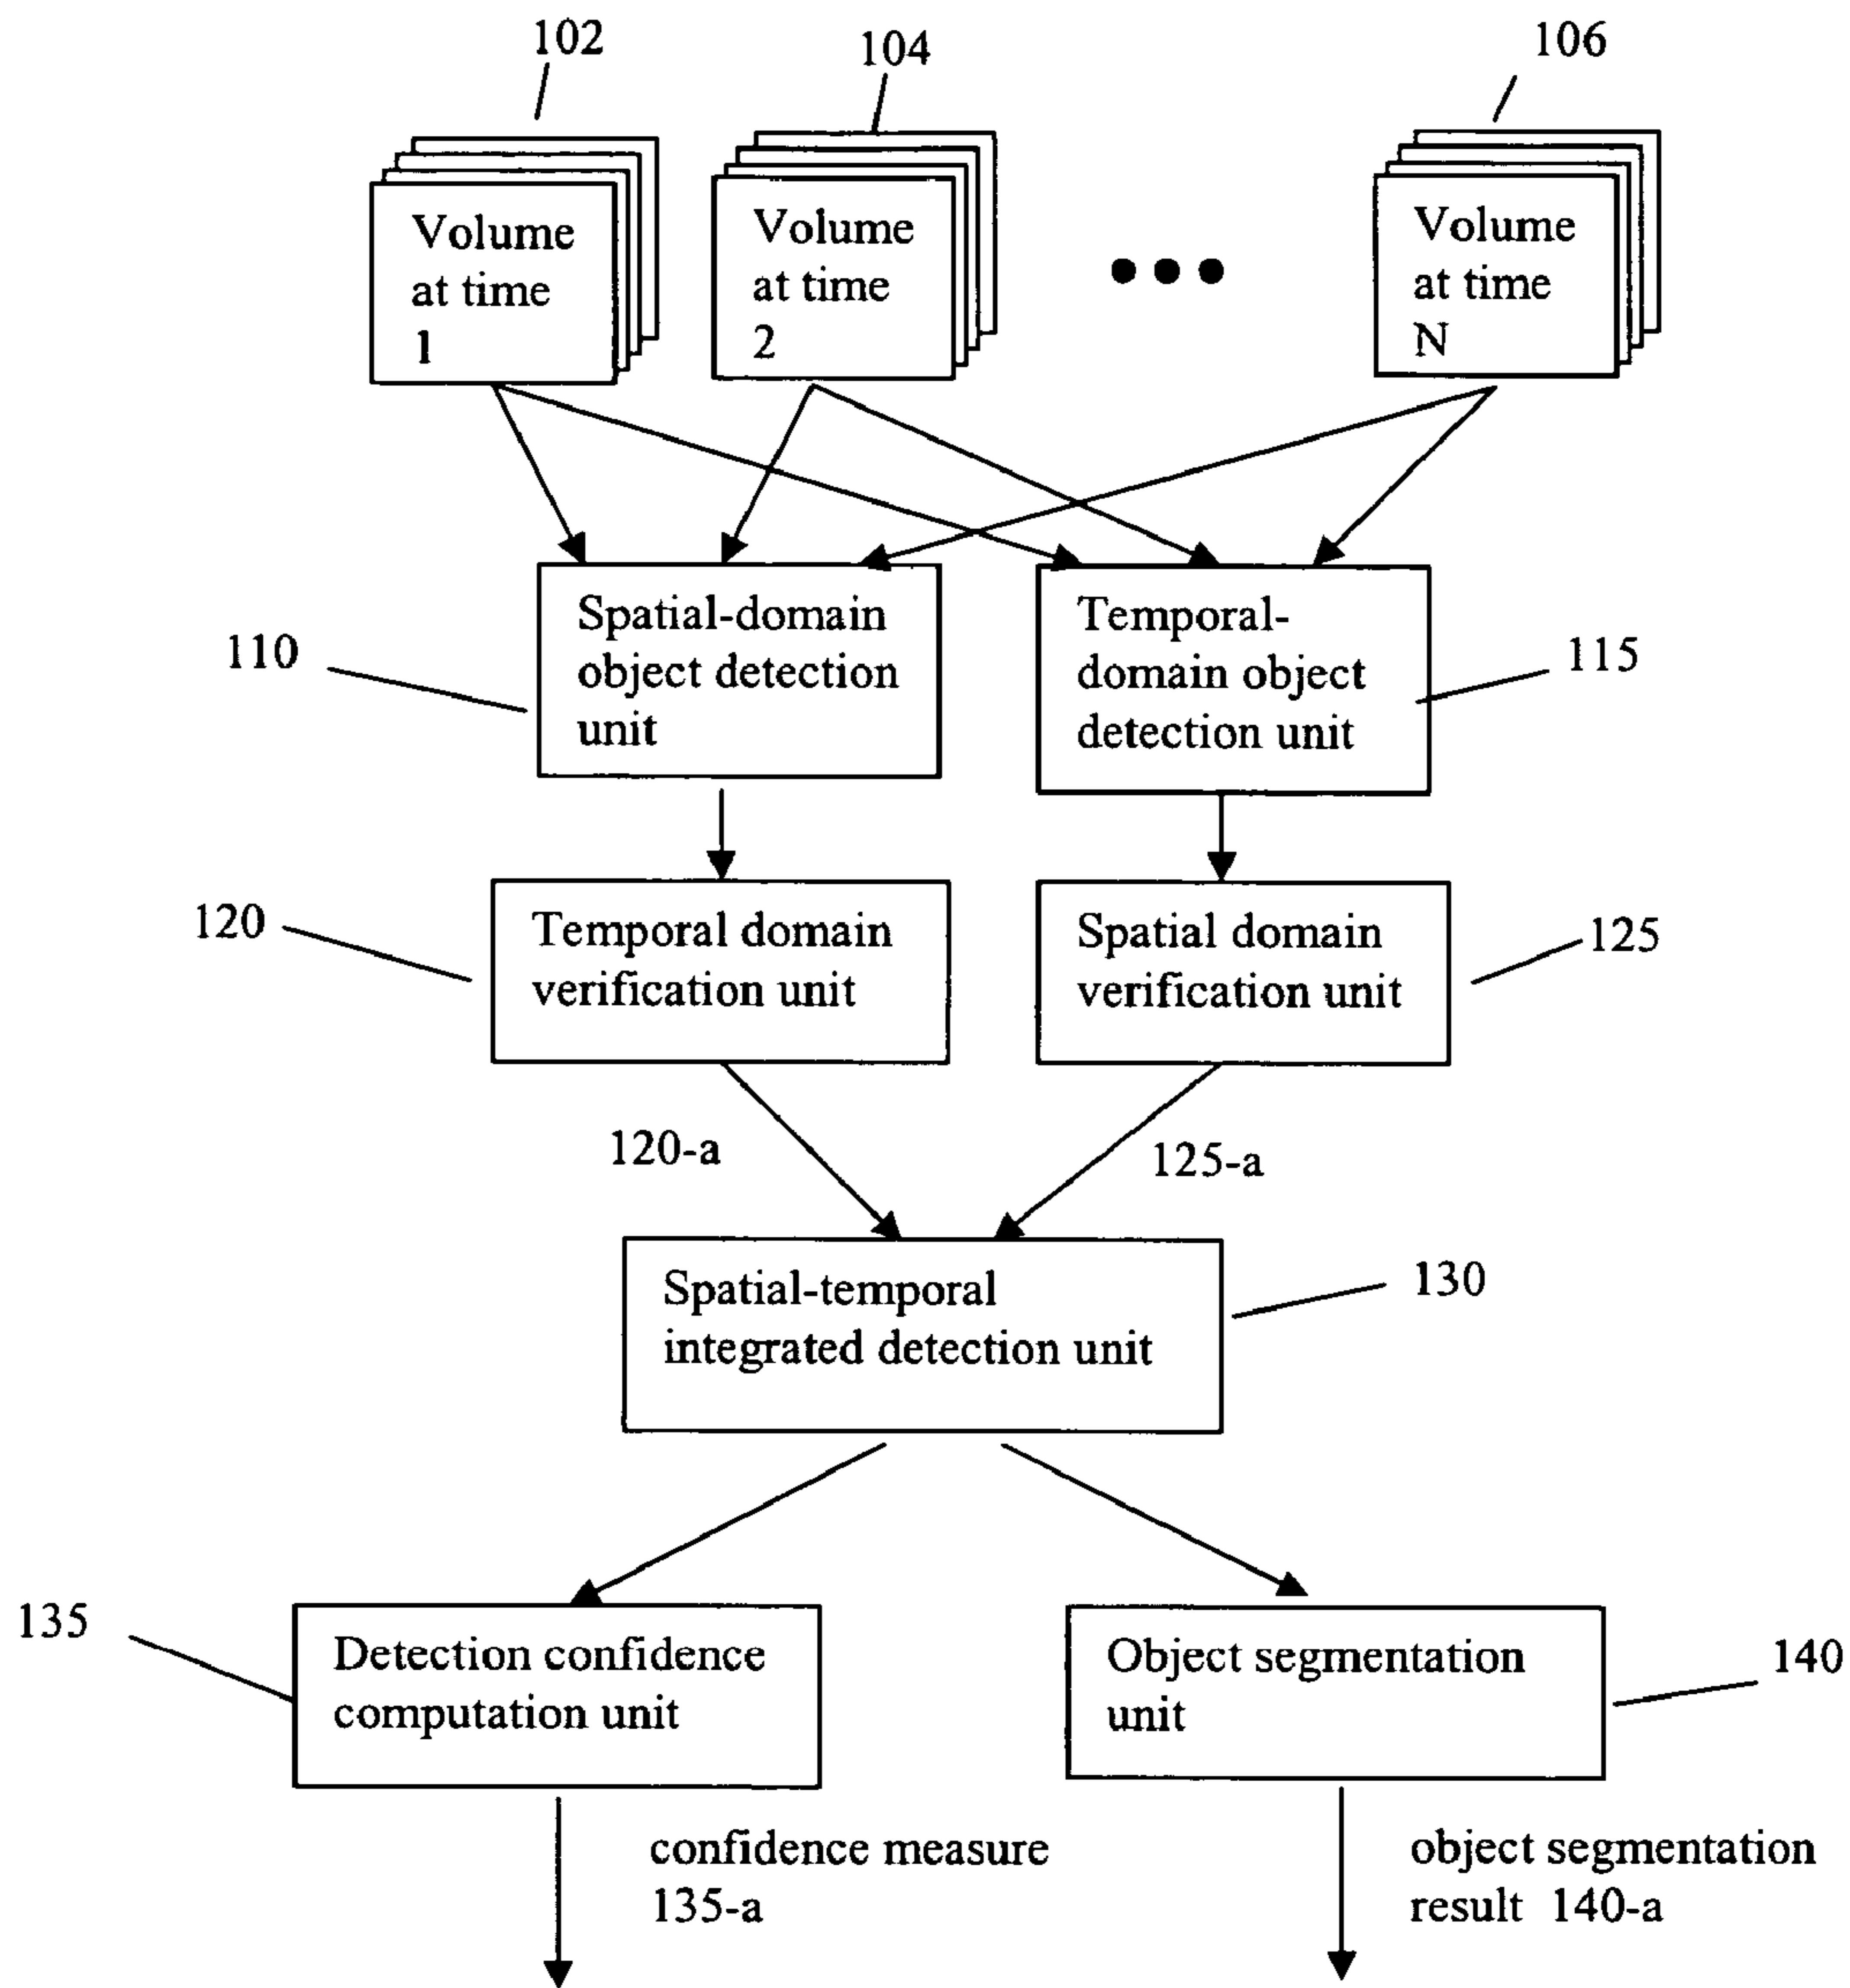 102
104
106
Volume
at time
1
Volume
at time
2
Volume
at time
N
110
Spatial-domain
object detection
unit
Temporal-
domain object
detection unit
115
120
Temporal domain
verification unit
Spatial domain
verification unit
125
120-a
125-a
Spatial-temporal
integrated detection unit
130
135
Detection confidence
computation unit
Object segmentation
unit
140
confidence measure
135-a
object segmentation
result 140-a